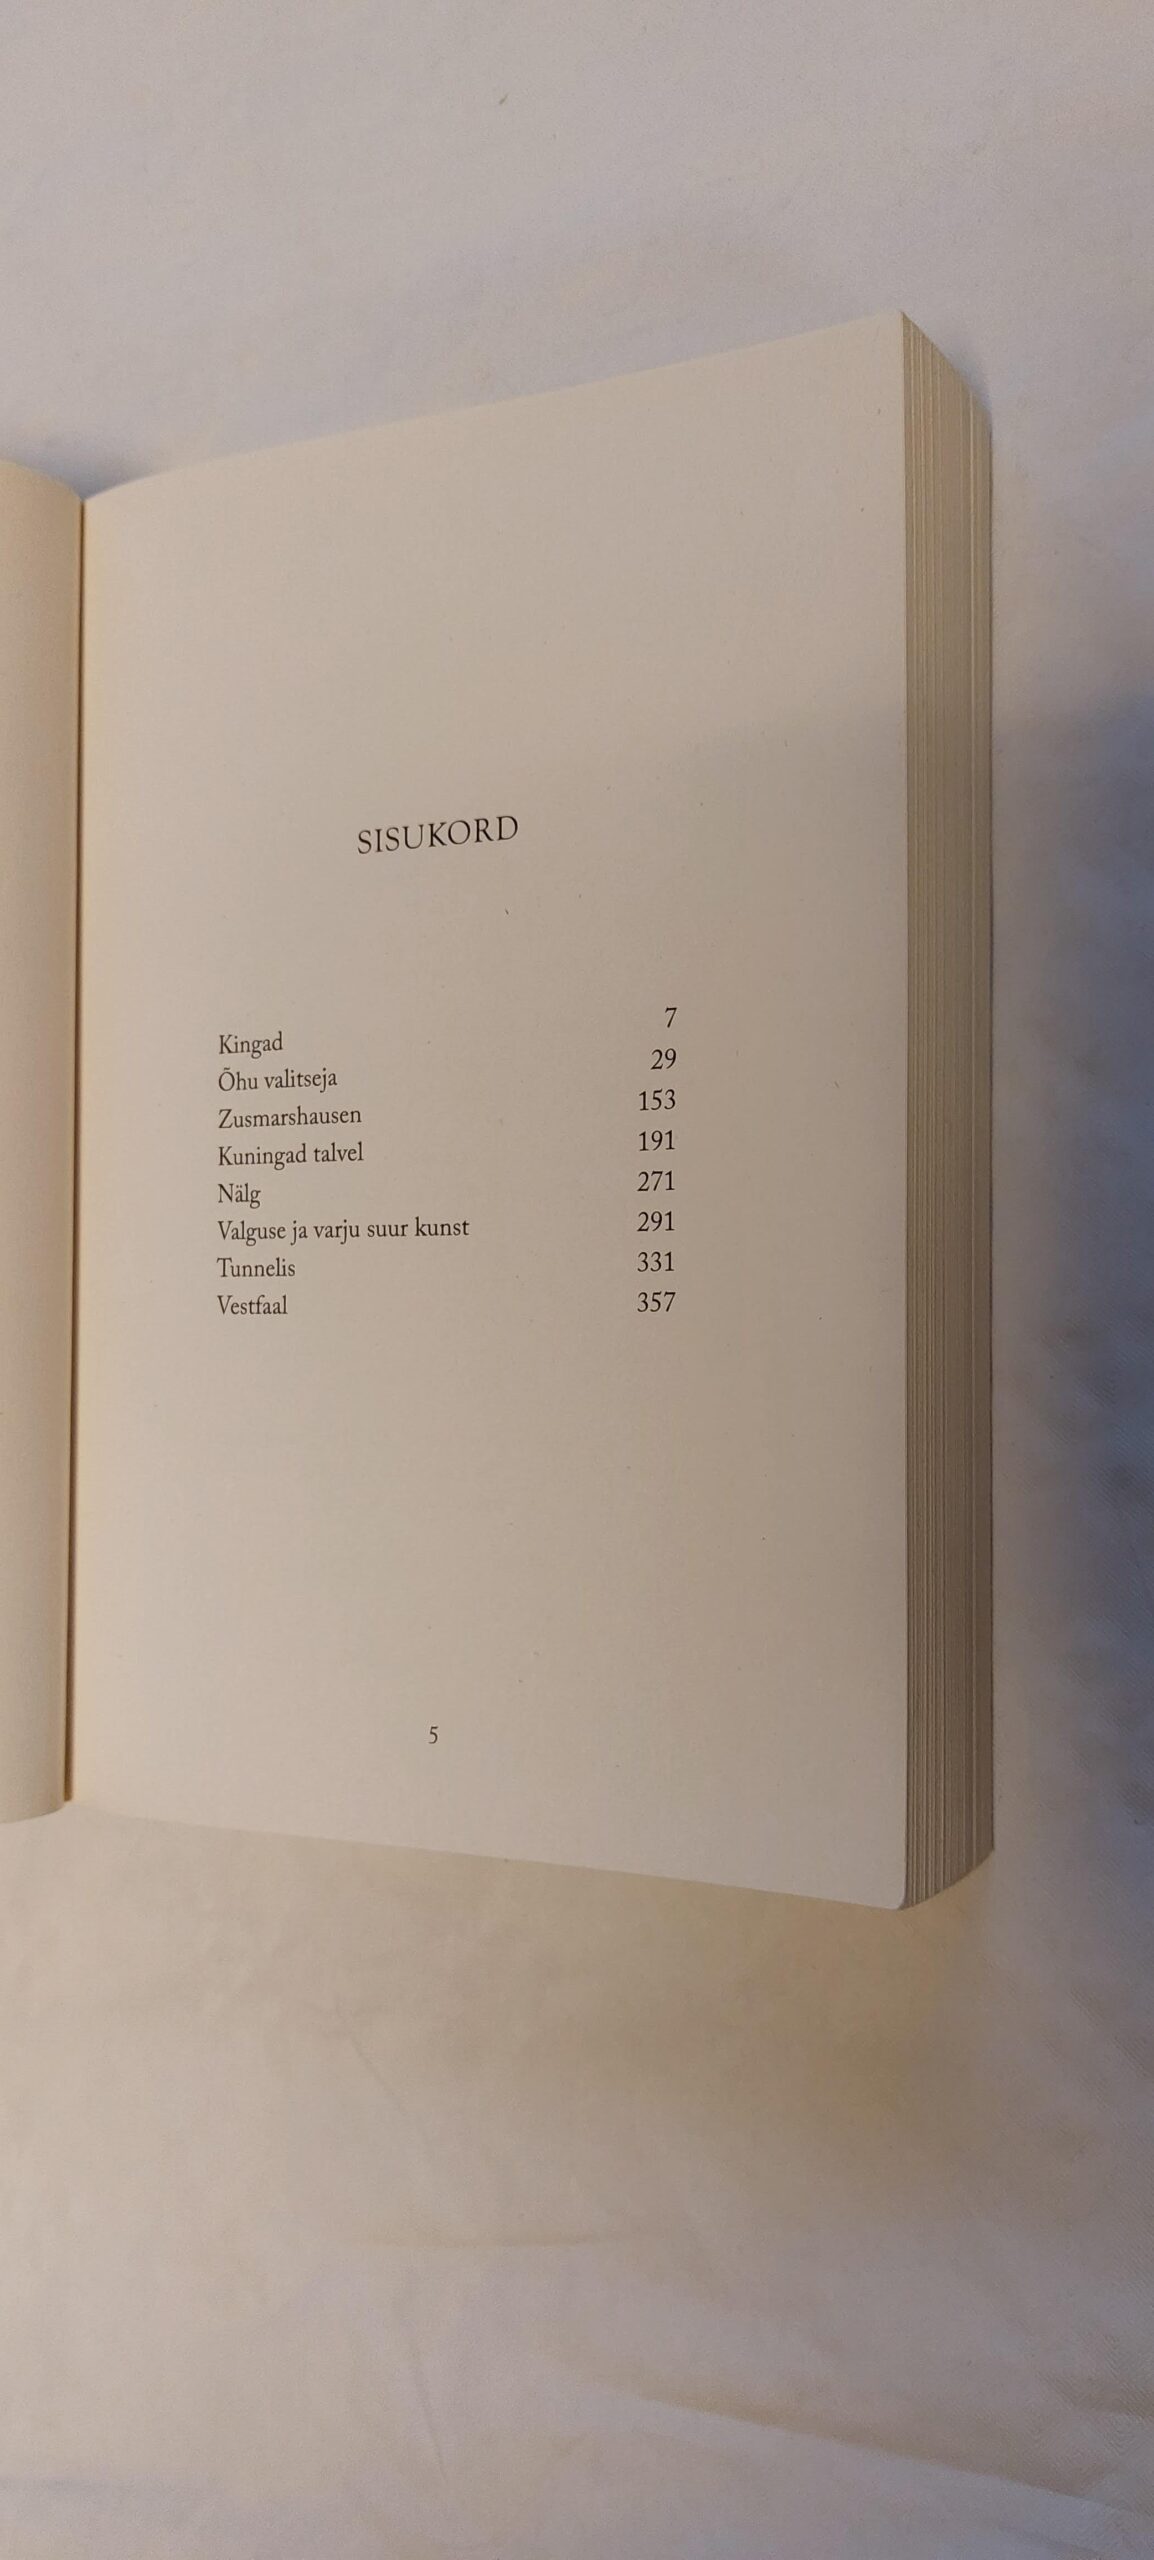 SISUKORD
Kingad 7
Õhu valitseja 29
Zusmarshausen 153
Kuningad talvel 191
Nälg 271
Valguse ja varju suur kunst 291
Tunnelis 331
Vestfaal 357
5